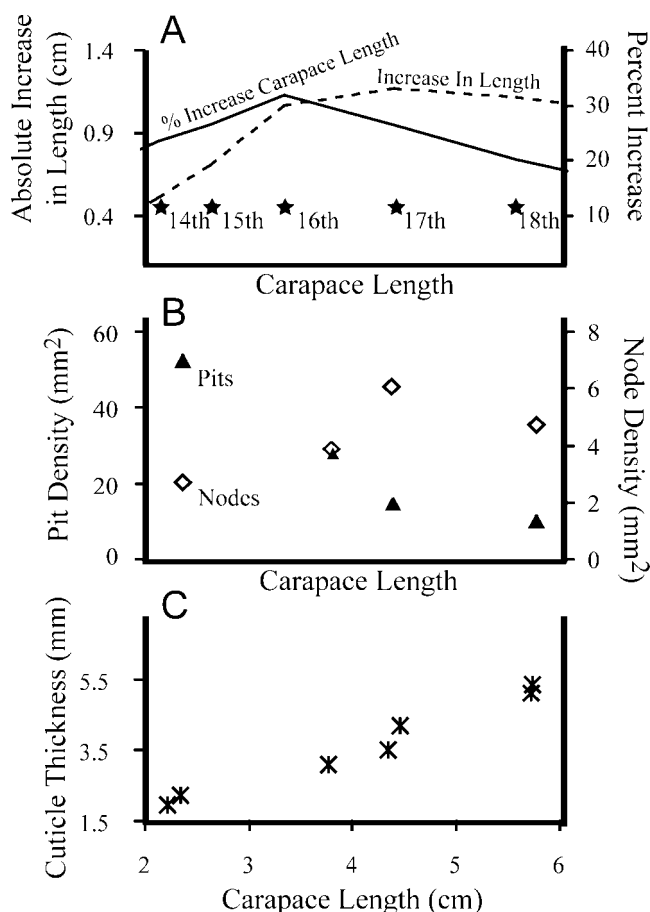 A
Absolute Increase
in Length (cm)
1.4
0.9
0.4
% Increase Carapace Length
Increase In Length
40
30
20
10
Percent Increase
14th 15th 16th 17th 18th
Carapace Length
B
Pit Density (mm²)
60
40
20
0
Pits
Nodes
8
6
4
2
0
Node Density (mm²)
Carapace Length
C
Cuticle Thickness (mm)
5.5
3.5
1.5
2 3 4 5 6
Carapace Length (cm)